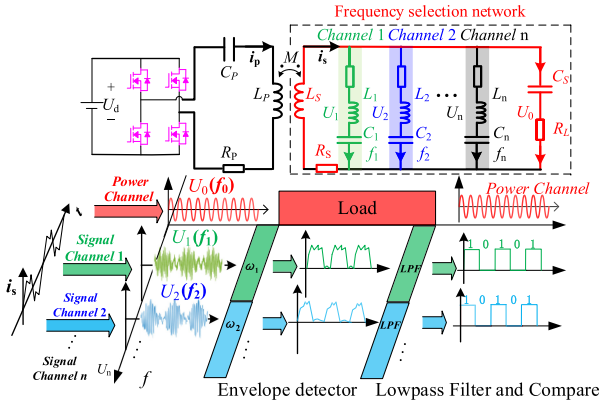 Frequency selection network
Channel 1 Channel 2 Channel n
C_P i_p M i_s
+ U_d −
L_P L_S
L_1 L_2 L_n C_S
U_1 U_2 ··· U_n U_0
C_1 C_2 C_n R_L
R_P R_S f_1 f_2 f_n
Power Channel
U_0(f_0)
Load
Power Channel
t
Signal Channel 1
U_1(f_1)
ω_1
LPF
1 0 1 0 1
i_s
Signal Channel 2
U_2(f_2)
ω_2
LPF
1 0 1 0 1
Signal Channel n
U_n
f
Envelope detector Lowpass Filter and Compare